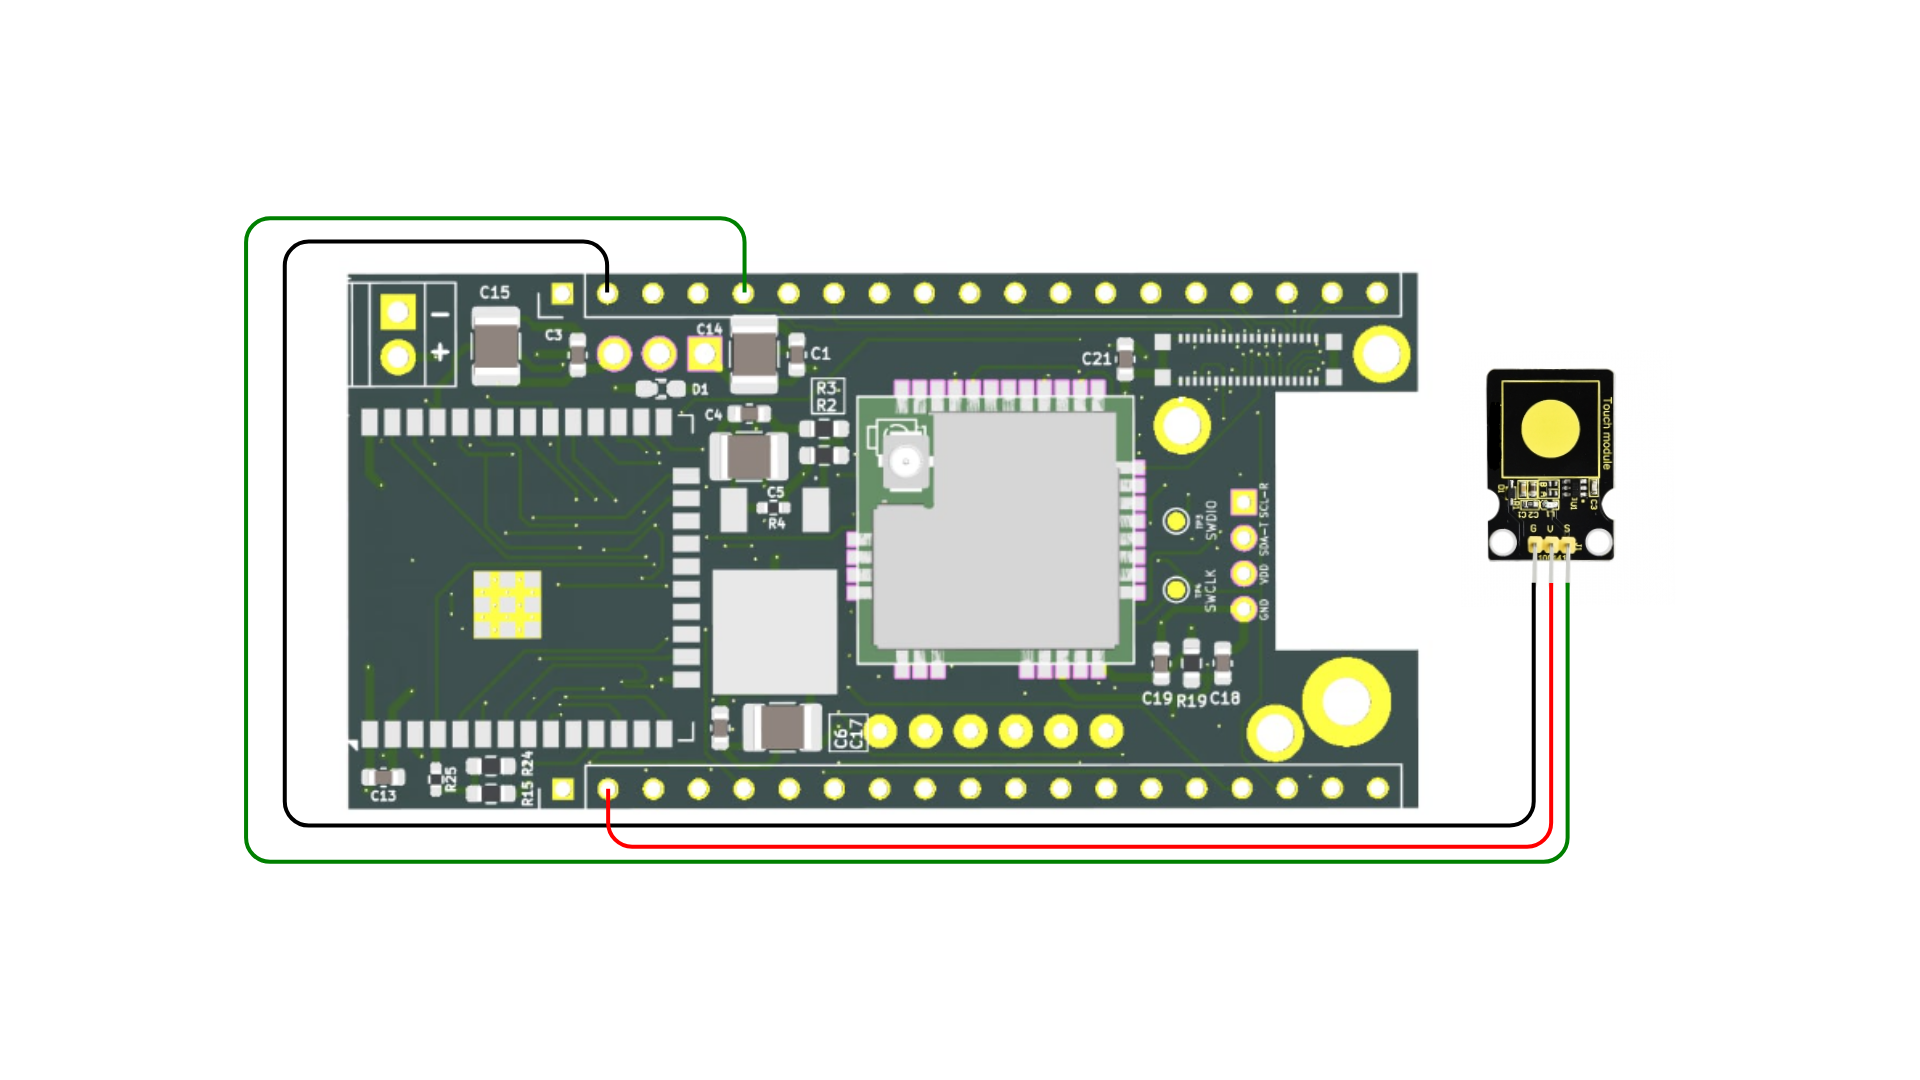 C15
−
+
C3
C14
C1
D1
C4
R3
R2
C5
R4
C21
SCL-R
SDA-T
VDD
GND
TP3
SWDIO
TP4
SWCLK
C19
R19
C18
C6
C17
C13
R25
R24
R15
Touch module
G
V
S